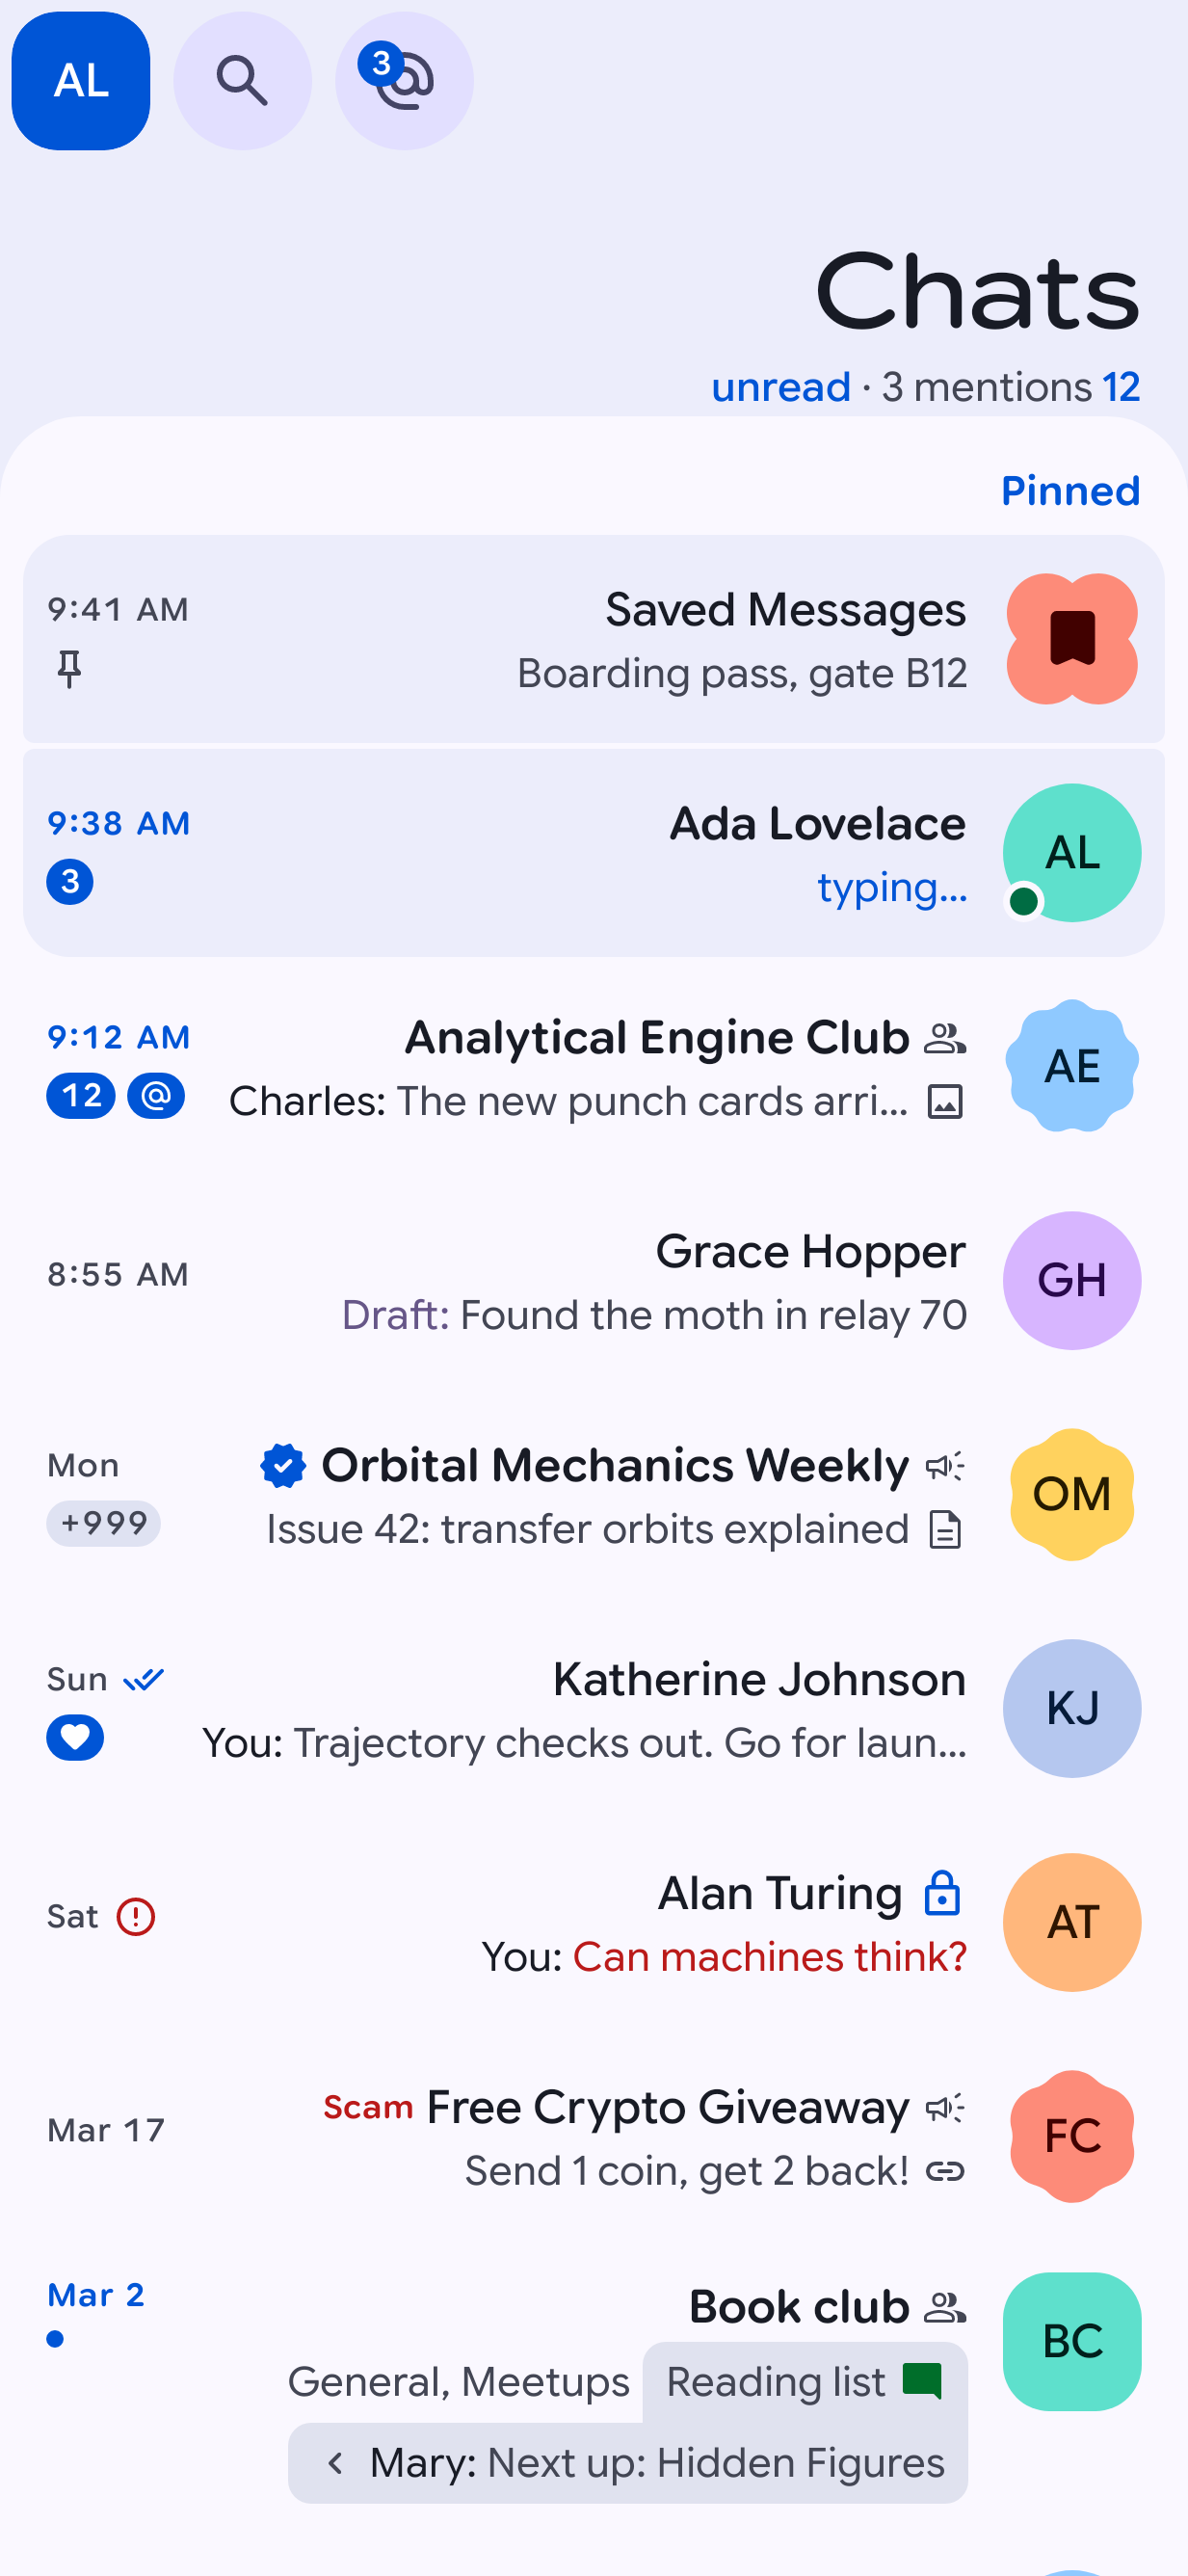 AL
3
Chats
unread · 3 mentions 12
Pinned
9:41 AM
Saved Messages
Boarding pass, gate B12
9:38 AM
Ada Lovelace
AL
3
typing...
9:12 AM
Analytical Engine Club
AE
12 @
Charles: The new punch cards arri...
8:55 AM
Grace Hopper
GH
Draft: Found the moth in relay 70
Mon
Orbital Mechanics Weekly
OM
+999
Issue 42: transfer orbits explained
Sun
Katherine Johnson
KJ
You: Trajectory checks out. Go for laun...
Sat
Alan Turing
AT
You: Can machines think?
Mar 17
Scam Free Crypto Giveaway
FC
Send 1 coin, get 2 back!
Mar 2
Book club
BC
General, Meetups Reading list
Mary: Next up: Hidden Figures